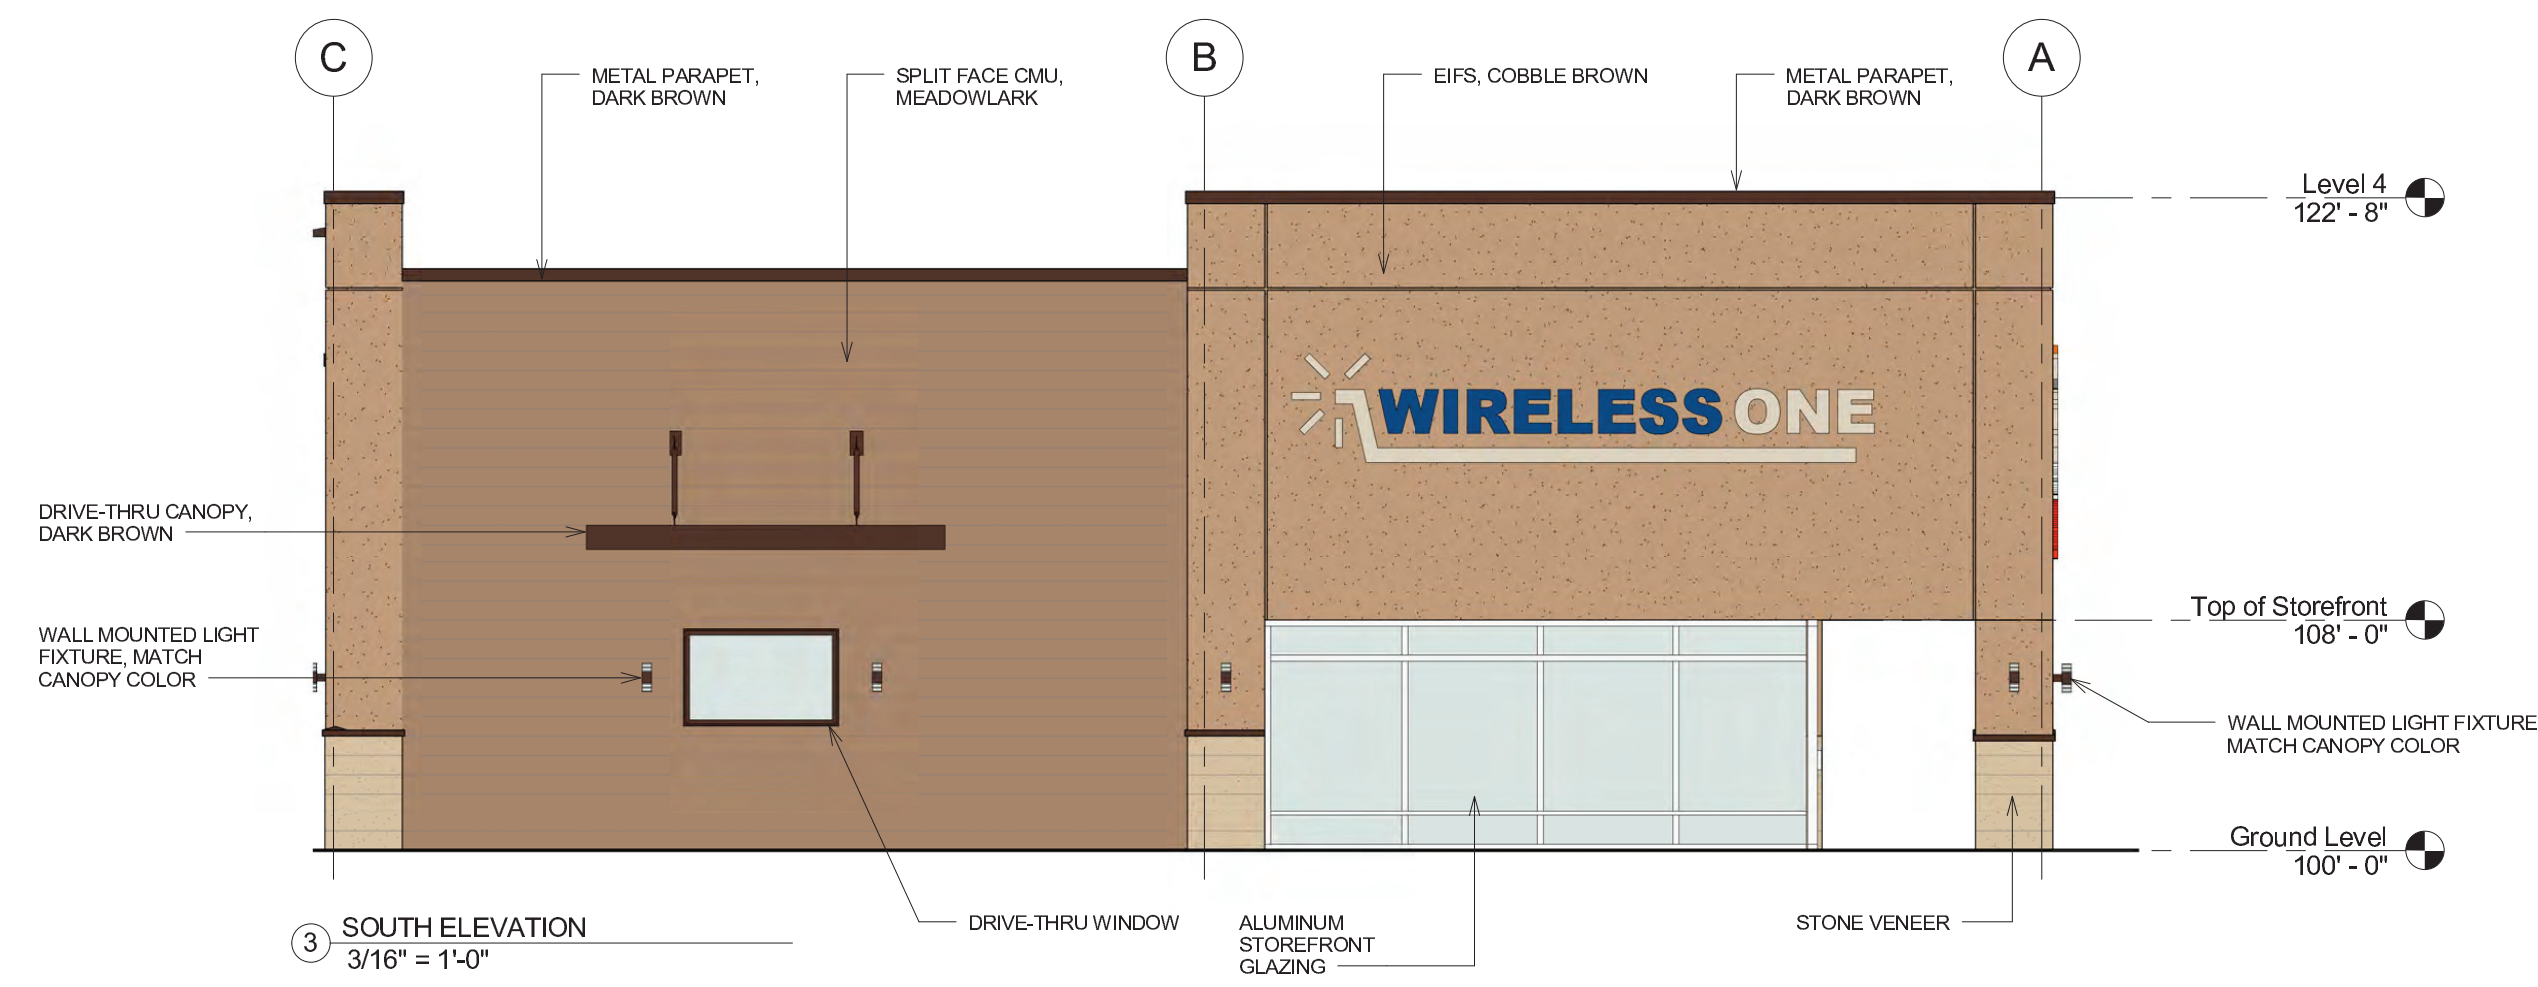 C
B
A
METAL PARAPET,
DARK BROWN
SPLIT FACE CMU,
MEADOWLARK
EIFS, COBBLE BROWN
METAL PARAPET,
DARK BROWN
Level 4
122' - 8"
WIRELESS ONE
DRIVE-THRU CANOPY,
DARK BROWN
Top of Storefront
108' - 0"
WALL MOUNTED LIGHT
FIXTURE, MATCH
CANOPY COLOR
WALL MOUNTED LIGHT FIXTURE
MATCH CANOPY COLOR
Ground Level
100' - 0"
DRIVE-THRU WINDOW
ALUMINUM
STOREFRONT
GLAZING
STONE VENEER
3
SOUTH ELEVATION
3/16" = 1'-0"